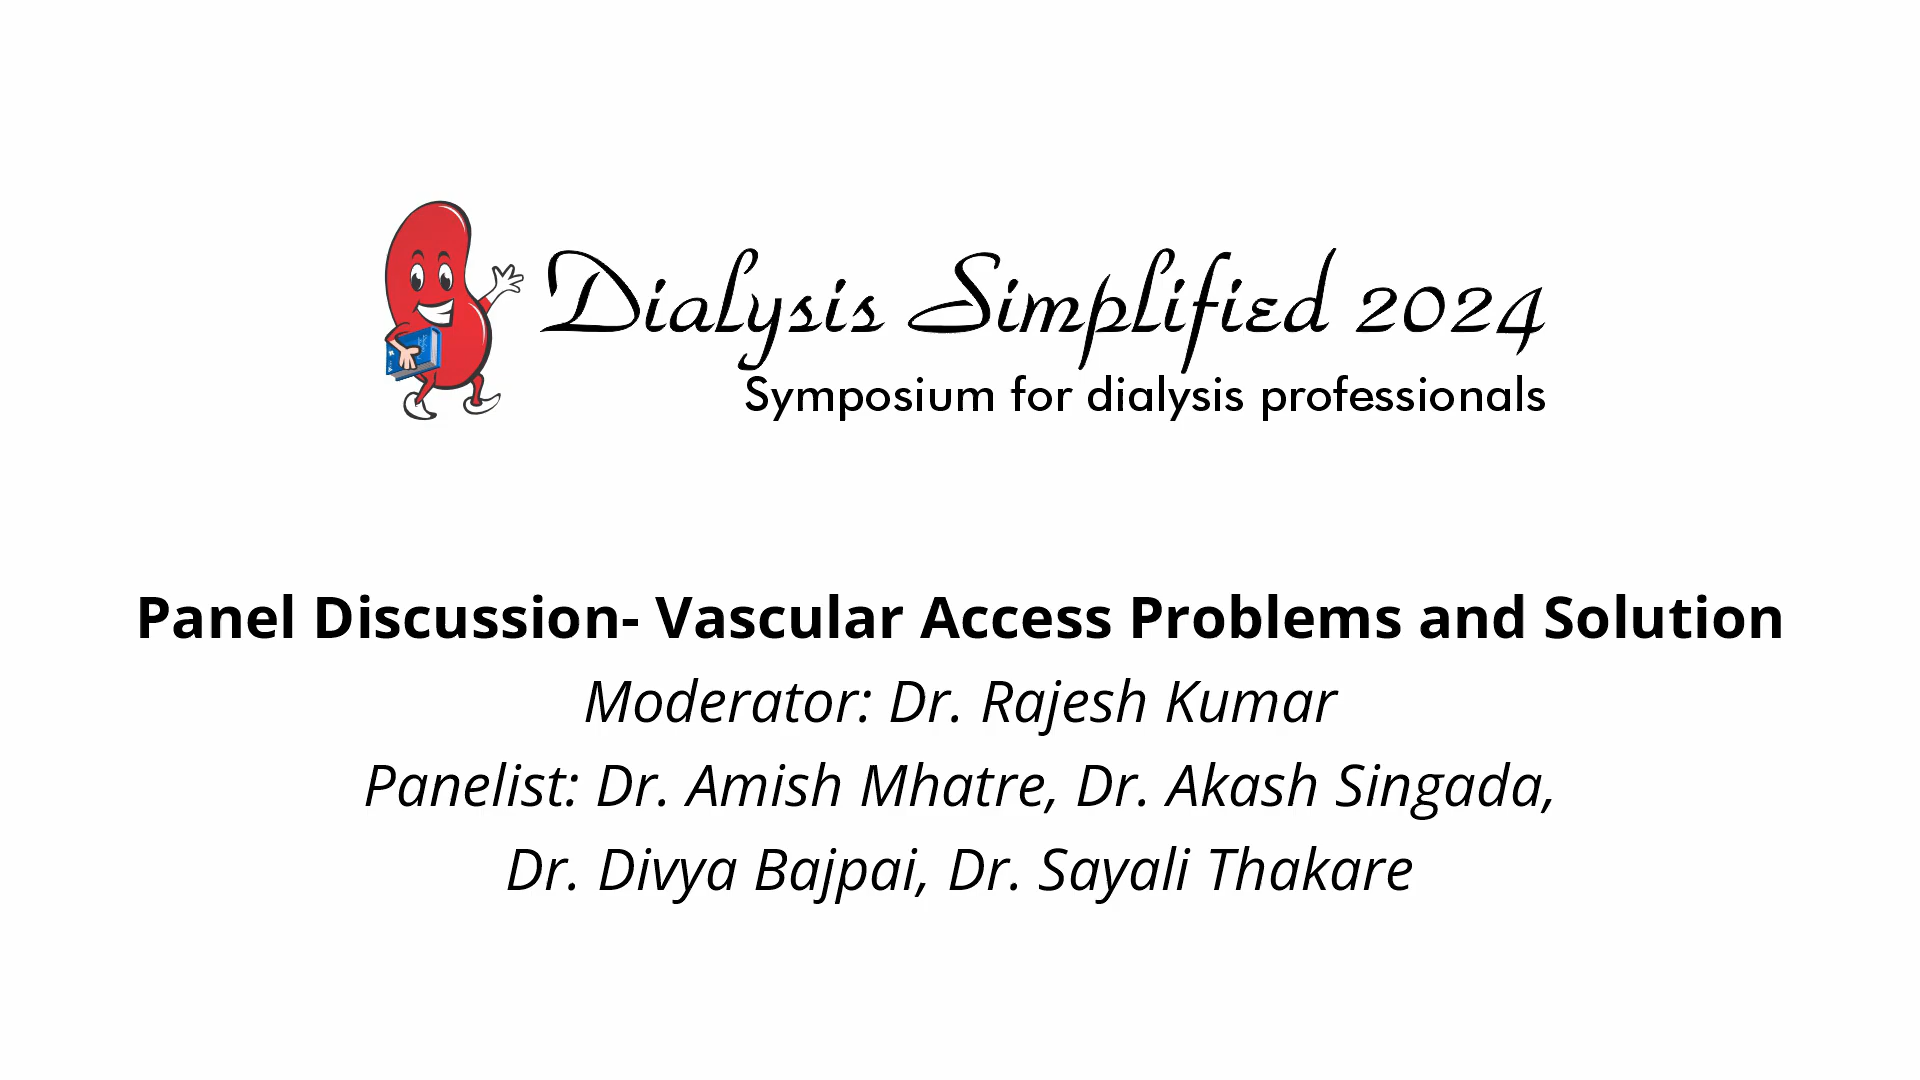 Dialysis Simplified 2024
Symposium for dialysis professionals
Panel Discussion- Vascular Access Problems and Solution
Moderator: Dr. Rajesh Kumar
Panelist: Dr. Amish Mhatre, Dr. Akash Singada,
Dr. Divya Bajpai, Dr. Sayali Thakare